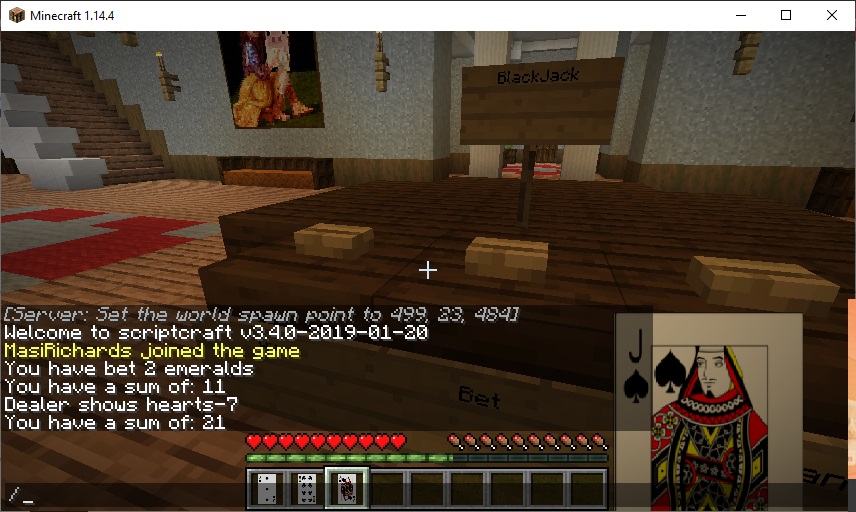 Minecraft 1.14.4
BlackJack
[Server: Set the world spawn point to 499, 23, 484]
Welcome to scriptcraft v3.4.0-2019-01-20
MasiRichards joined the game
You have bet 2 emeralds
You have a sum of: 11
Dealer shows hearts-7
You have a sum of: 21
Bet
J
/_